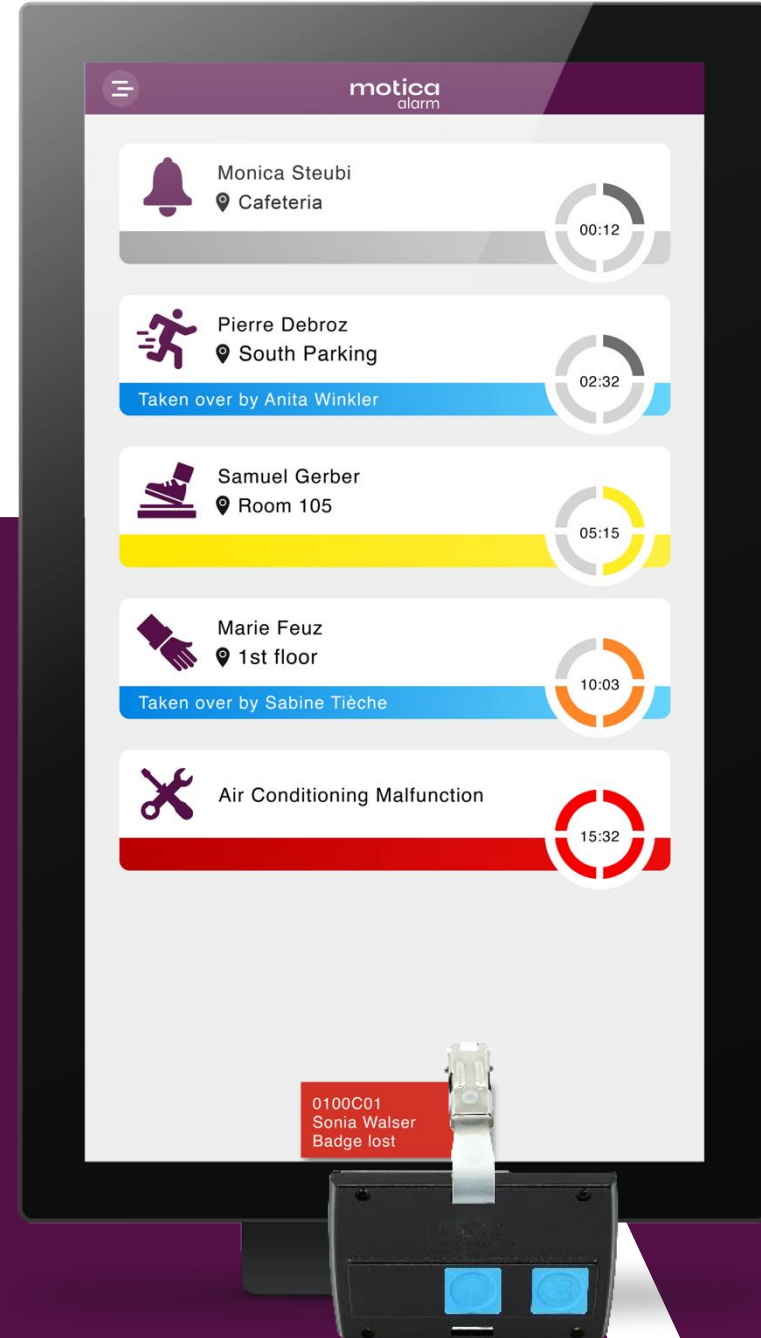 motica
alarm
Monica Steubi
Cafeteria
00:12
Pierre Debroz
South Parking
02:32
Taken over by Anita Winkler
Samuel Gerber
Room 105
05:15
Marie Feuz
1st floor
10:03
Taken over by Sabine Tièche
Air Conditioning Malfunction
15:32
0100C01
Sonia Walser
Badge lost